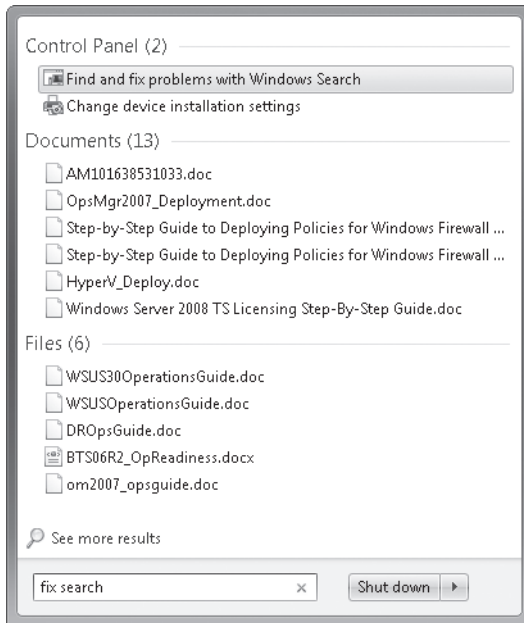 Control Panel (2)
Find and fix problems with Windows Search
Change device installation settings
Documents (13)
AM101638531033.doc
OpsMgr2007_Deployment.doc
Step-by-Step Guide to Deploying Policies for Windows Firewall ...
Step-by-Step Guide to Deploying Policies for Windows Firewall ...
HyperV_Deploy.doc
Windows Server 2008 TS Licensing Step-By-Step Guide.doc
Files (6)
WSUS30OperationsGuide.doc
WSUSOperationsGuide.doc
DROpsGuide.doc
BTS06R2_OpReadiness.docx
om2007_opsguide.doc
See more results
fix search
Shut down